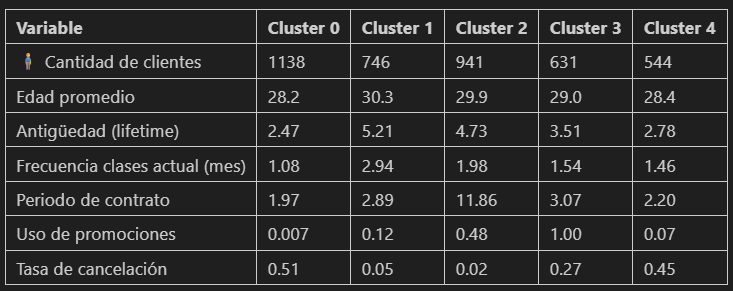 Variable Cluster 0 Cluster 1 Cluster 2 Cluster 3 Cluster 4
🧍 Cantidad de clientes 1138 746 941 631 544
Edad promedio 28.2 30.3 29.9 29.0 28.4
Antigüedad (lifetime) 2.47 5.21 4.73 3.51 2.78
Frecuencia clases actual (mes) 1.08 2.94 1.98 1.54 1.46
Periodo de contrato 1.97 2.89 11.86 3.07 2.20
Uso de promociones 0.007 0.12 0.48 1.00 0.07
Tasa de cancelación 0.51 0.05 0.02 0.27 0.45